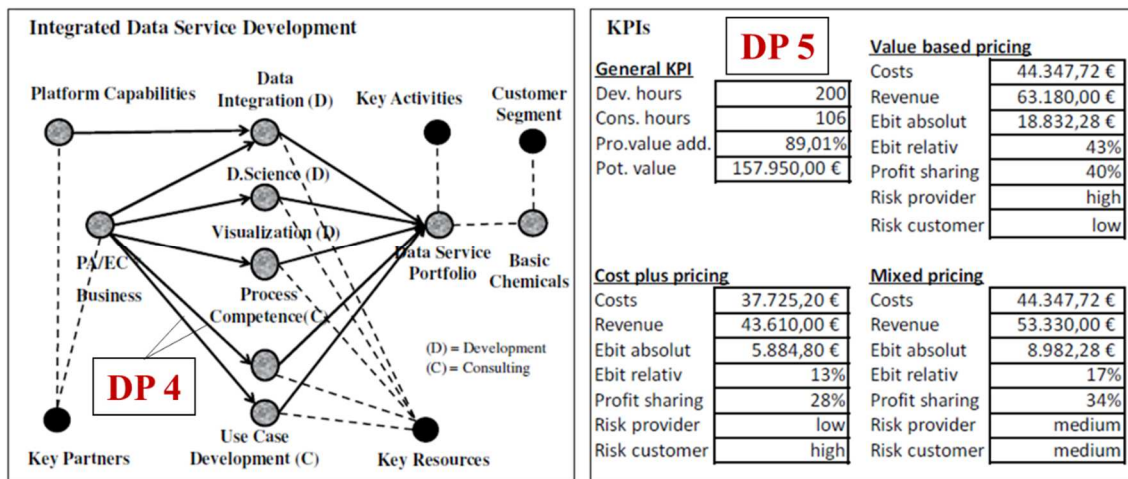 Integrated Data Service Development
Data
Integration (D)
Platform Capabilities
Key Activities
Customer
Segment
D.Science (D)
Visualization (D)
PA/EC
Business
Data Service
Portfolio
Basic
Chemicals
Process
Competence(C)
(D) = Development
(C) = Consulting
DP 4
Use Case
Development (C)
Key Partners
Key Resources
KPIs
DP 5
General KPI
Dev. hours 200
Cons. hours 106
Pro.value add. 89,01%
Pot. value 157.950,00 €
Value based pricing
Costs 44.347,72 €
Revenue 63.180,00 €
Ebit absolut 18.832,28 €
Ebit relativ 43%
Profit sharing 40%
Risk provider high
Risk customer low
Cost plus pricing
Costs 37.725,20 €
Revenue 43.610,00 €
Ebit absolut 5.884,80 €
Ebit relativ 13%
Profit sharing 28%
Risk provider low
Risk customer high
Mixed pricing
Costs 44.347,72 €
Revenue 53.330,00 €
Ebit absolut 8.982,28 €
Ebit relativ 17%
Profit sharing 34%
Risk provider medium
Risk customer medium